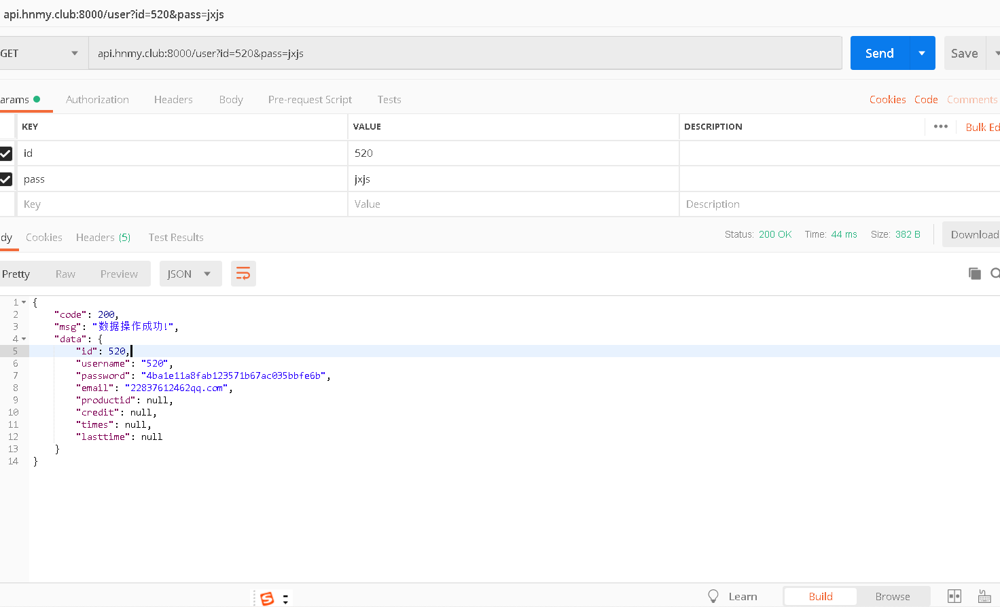 api.hnmy.club:8000/user?id=520&pass=jxjs
GET api.hnmy.club:8000/user?id=520&pass=jxjs Send Save
arams Authorization Headers Body Pre-request Script Tests Cookies Code Comments
KEY VALUE DESCRIPTION ••• Bulk Ed
id 520
pass jxjs
Key Value Description
dy Cookies Headers (5) Test Results Status: 200 OK Time: 44 ms Size: 382 B Download
Pretty Raw Preview JSON
1 {
2 "code": 200,
3 "msg": "数据操作成功!",
4 "data": {
5 "id": 520,
6 "username": "520",
7 "password": "4ba1e11a8fab123571b67ac035bbfe6b",
8 "email": "22837612462qq.com",
9 "productid": null,
10 "credit": null,
11 "times": null,
12 "lasttime": null
13 }
14 }
Learn Build Browse